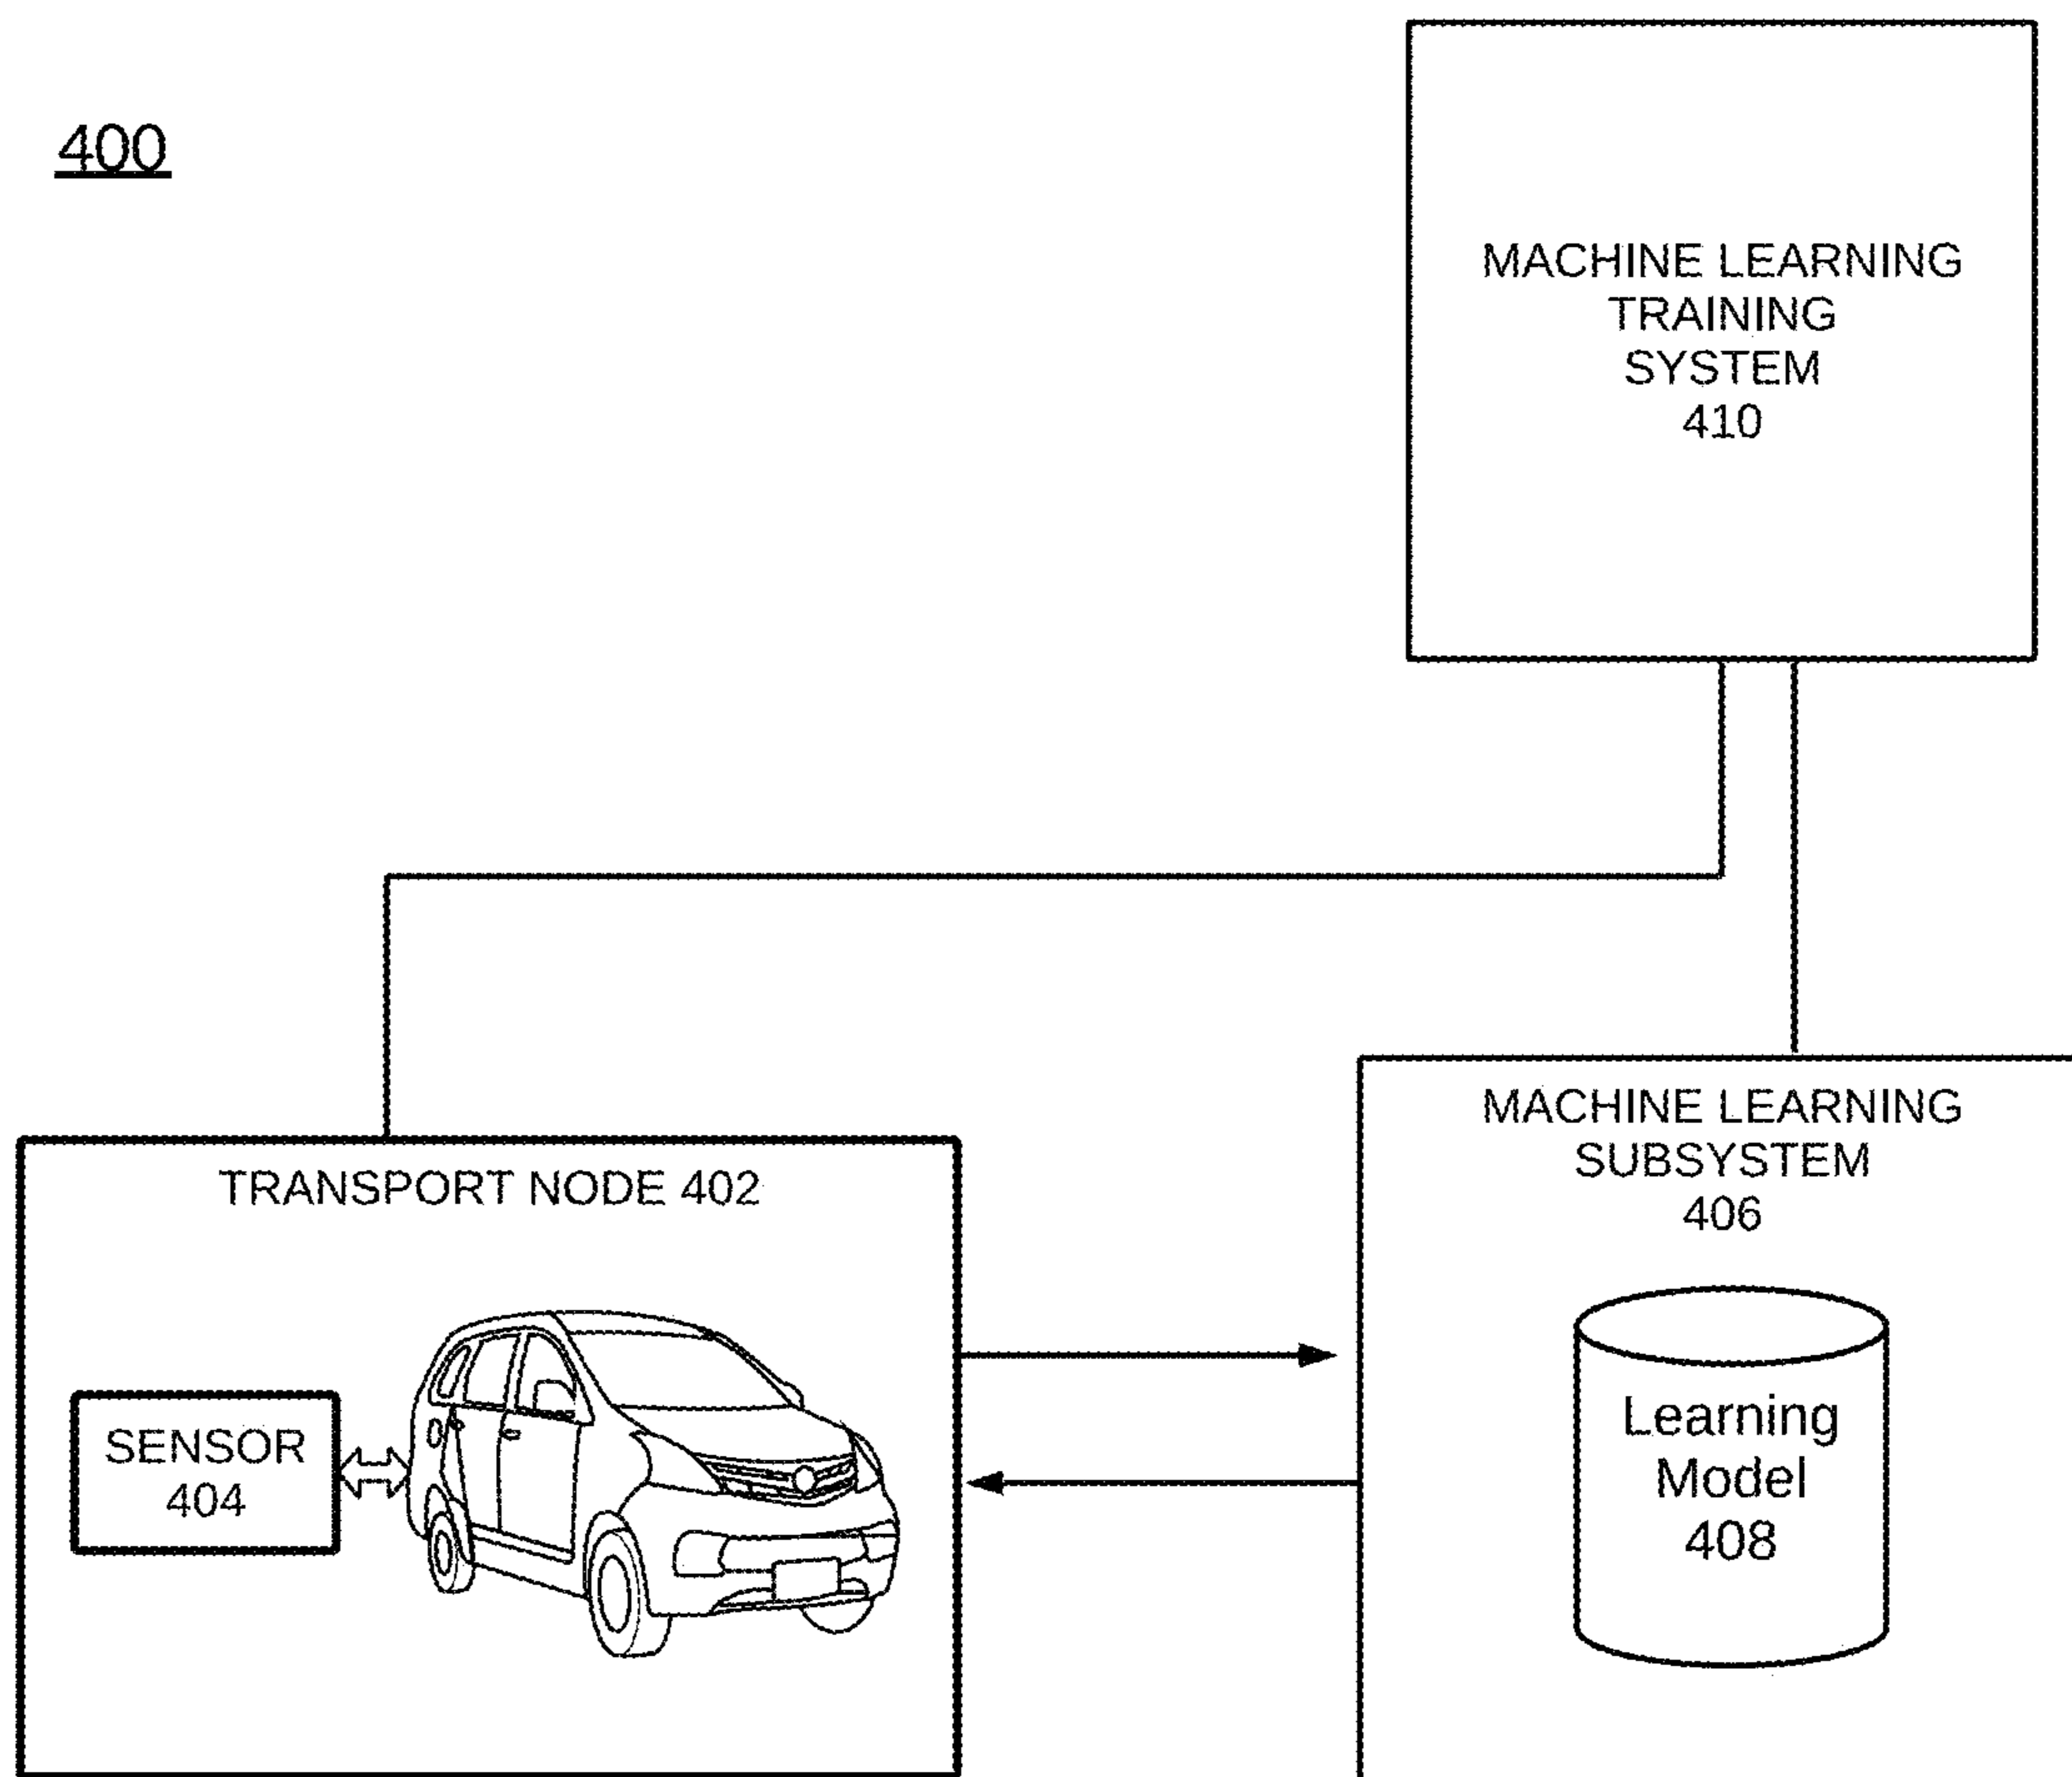 400
MACHINE LEARNING
TRAINING
SYSTEM
410
TRANSPORT NODE 402
SENSOR
404
MACHINE LEARNING
SUBSYSTEM
406
Learning
Model
408